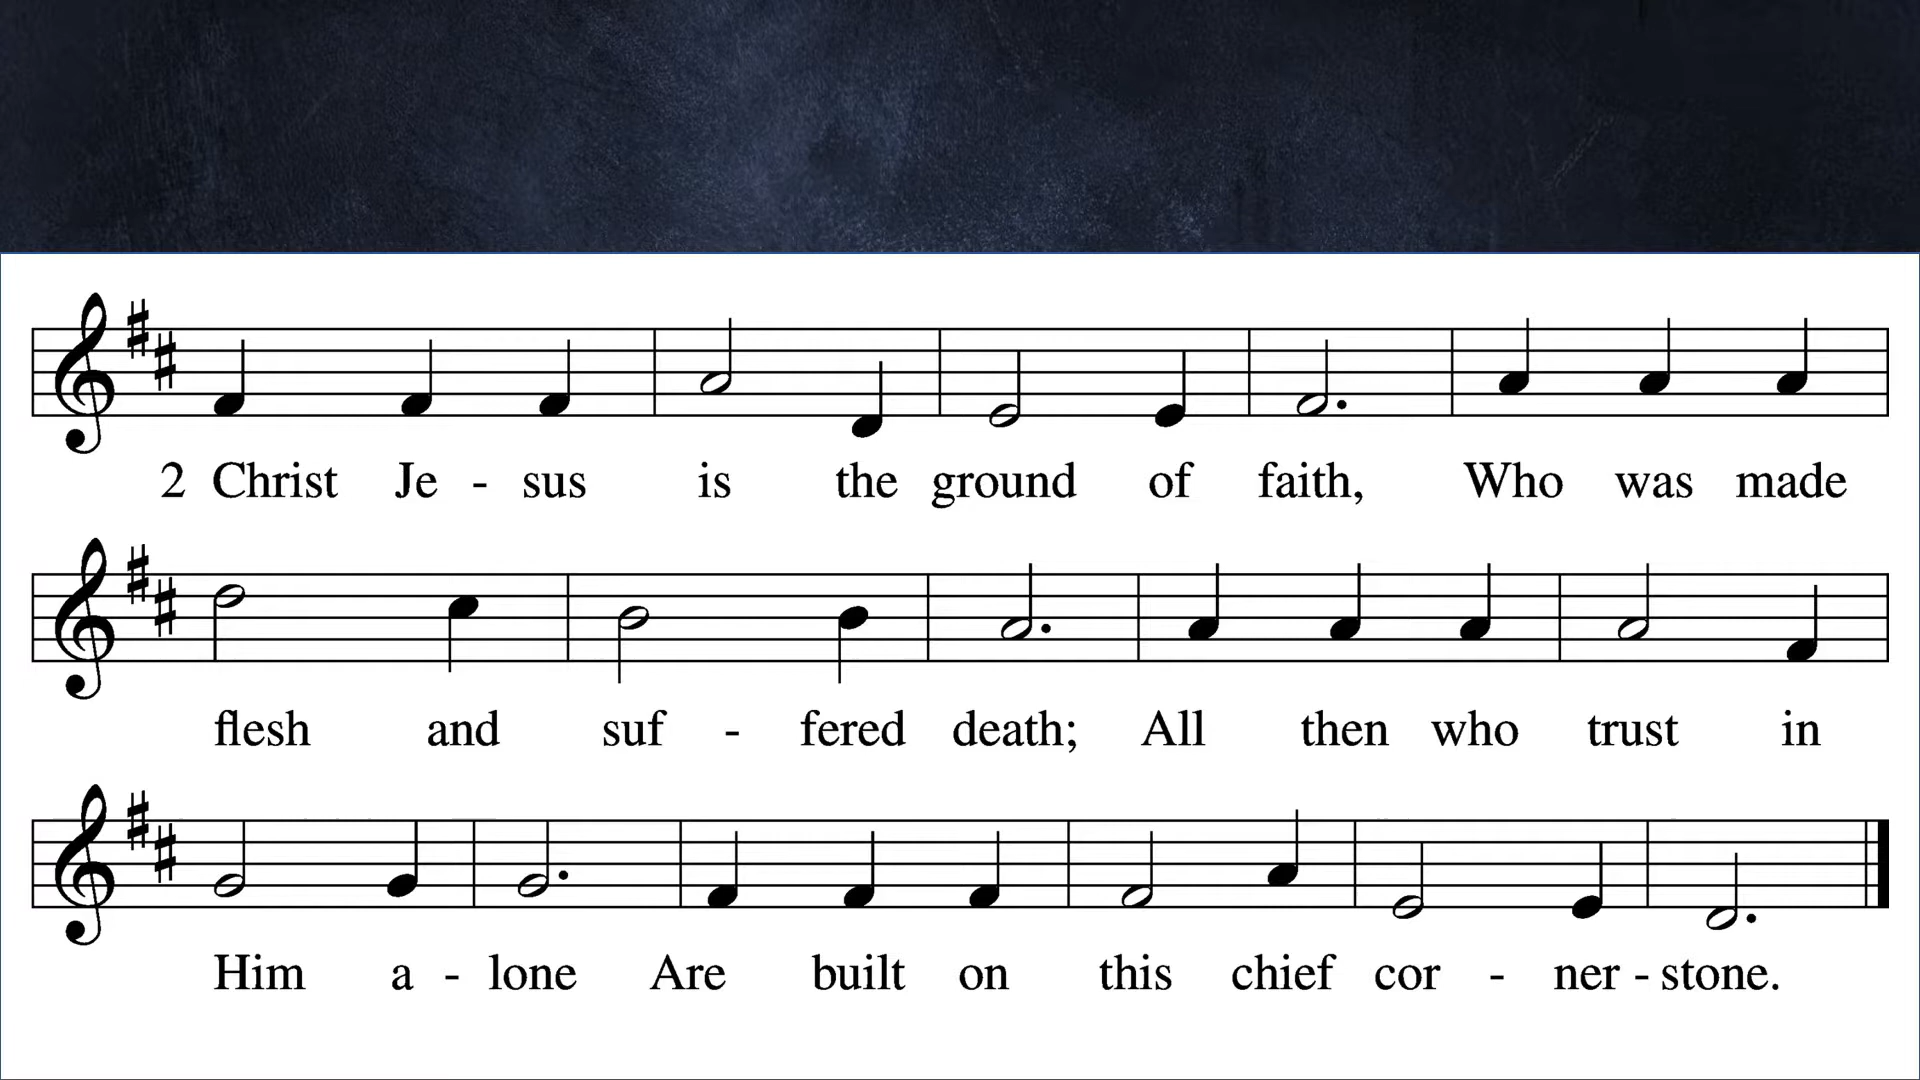 2 Christ Je - sus is the ground of faith, Who was made
flesh and suf - fered death; All then who trust in
Him a - lone Are built on this chief cor - ner - stone.